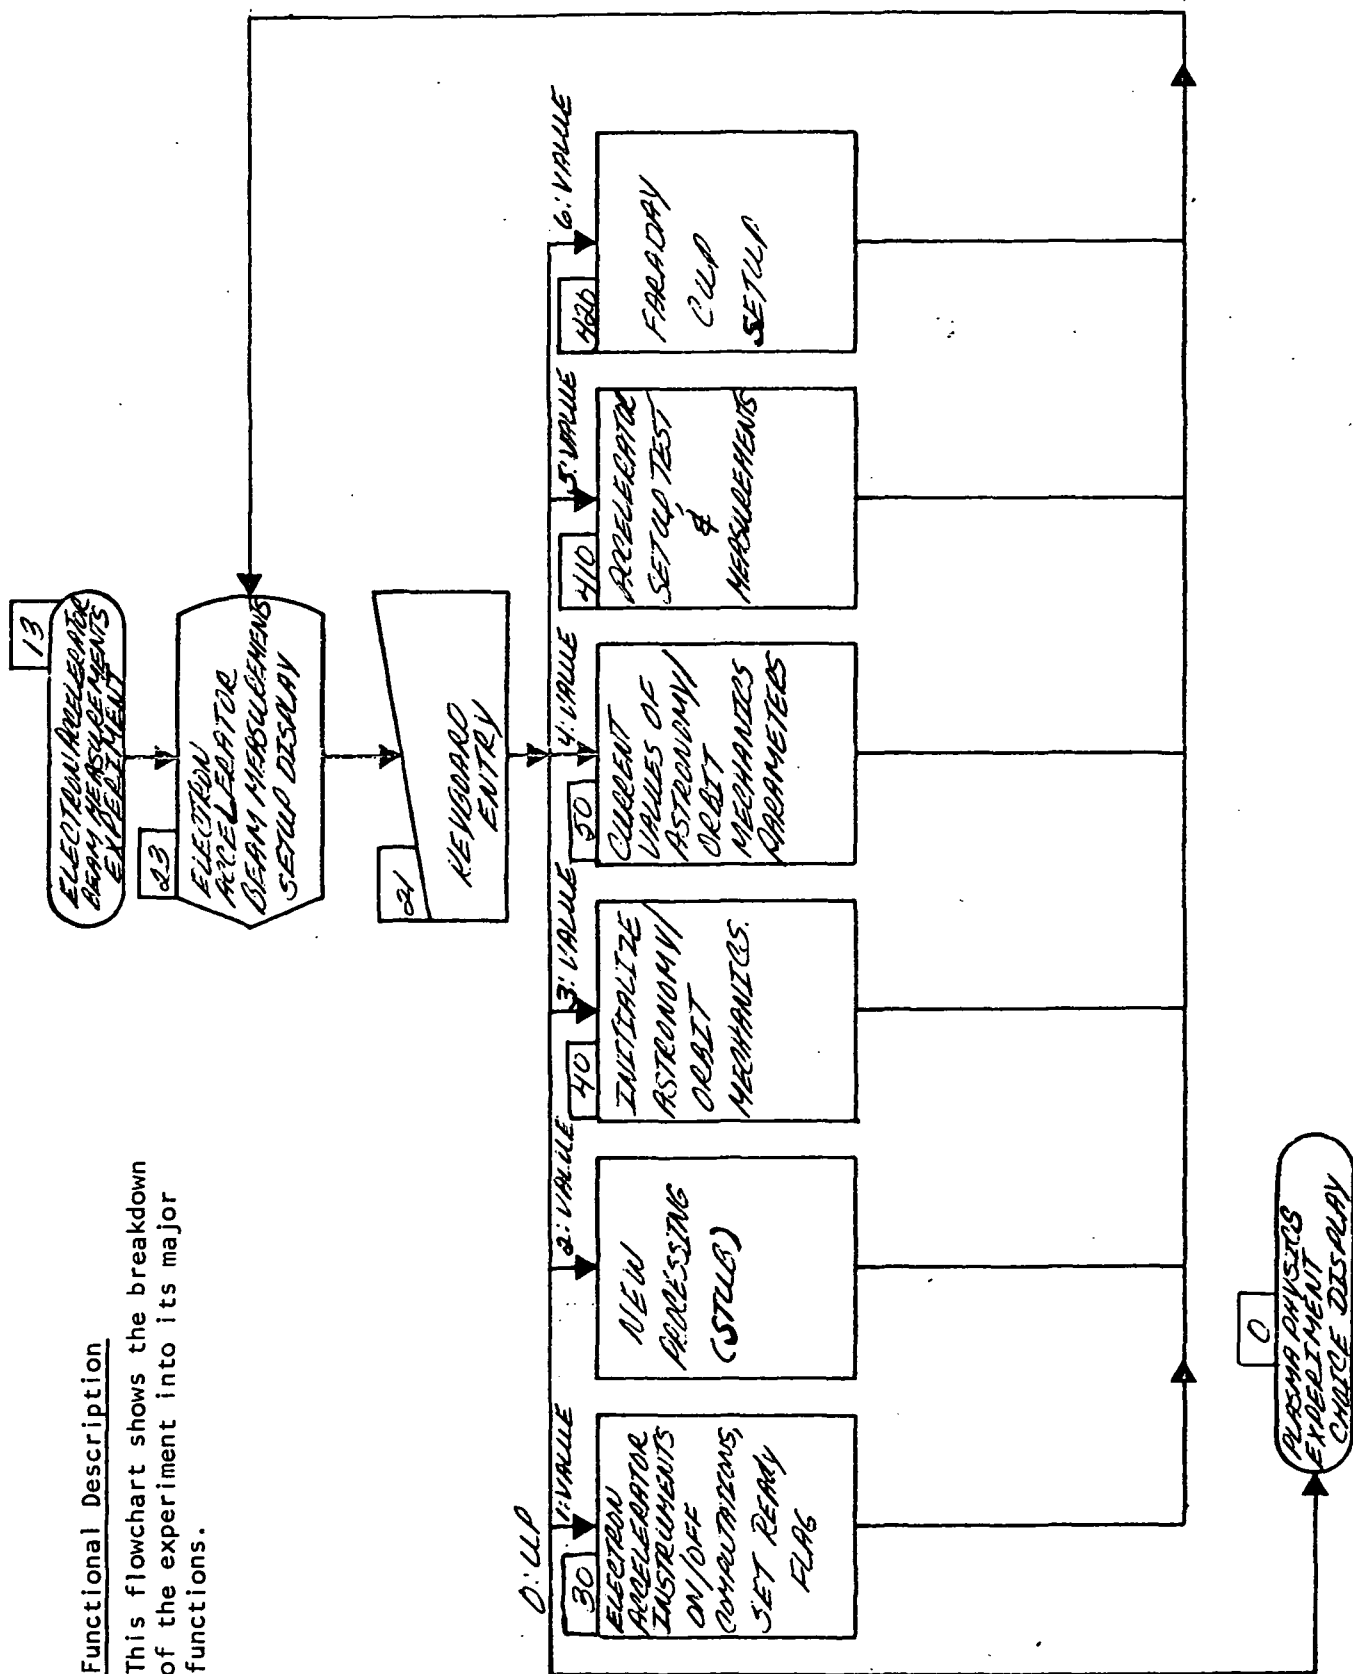 Functional Description
This flowchart shows the breakdown
of the experiment into its major
functions.
13
ELECTRON ACCELERATOR
BEAM MEASUREMENTS
EXPERIMENT
23
ELECTRON
ACCELERATOR
BEAM MEASUREMENTS
SETUP DISPLAY
21
KEYBOARD
ENTRY
0: UP
1: VALUE
30
ELECTRON
ACCELERATOR
INSTRUMENTS
ON/OFF
COMPUTATIONS,
SET READY
FLAG
2: VALUE
NEW
PROCESSING
(STUB)
3: VALUE
40
INITIALIZE
ASTRONOMY/
ORBIT
MECHANICS.
4: VALUE
50
CURRENT
VALUES OF
ASTRONOMY/
ORBIT
MECHANICS
PARAMETERS
5: VALUE
410
ACCELERATOR
SETUP TEST
&
MEASUREMENTS
6: VALUE
420
FARADAY
CUP
SETUP
0
PLASMA PHYSICS
EXPERIMENT
CHOICE DISPLAY